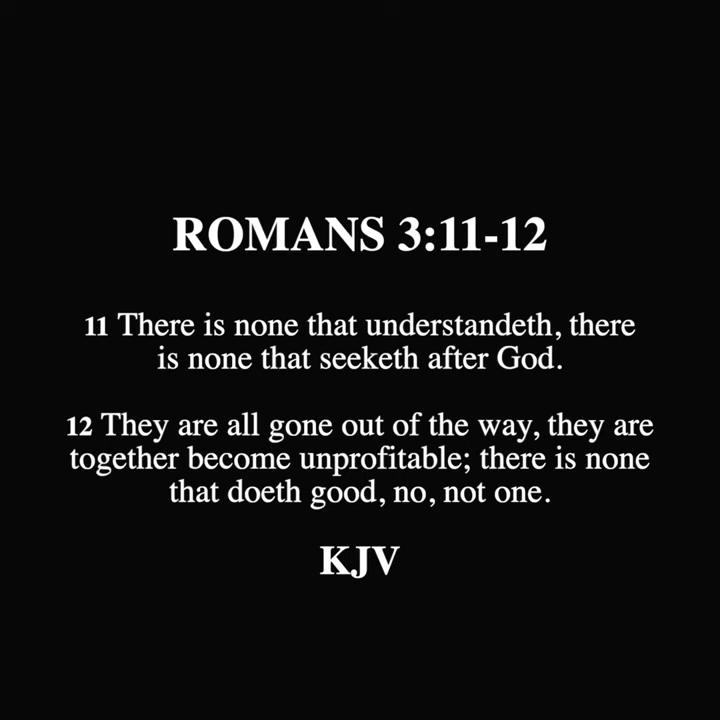 ROMANS 3:11-12
11 There is none that understandeth, there
is none that seeketh after God.
12 They are all gone out of the way, they are
together become unprofitable; there is none
that doeth good, no, not one.
KJV